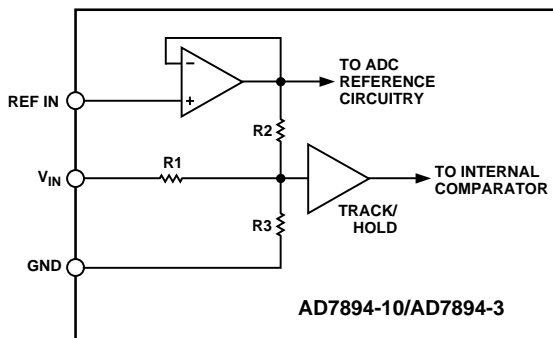 TO ADC
REFERENCE
CIRCUITRY
−
+
REF IN
R2
R1
V_IN
TO INTERNAL
COMPARATOR
TRACK/
HOLD
R3
GND
AD7894-10/AD7894-3